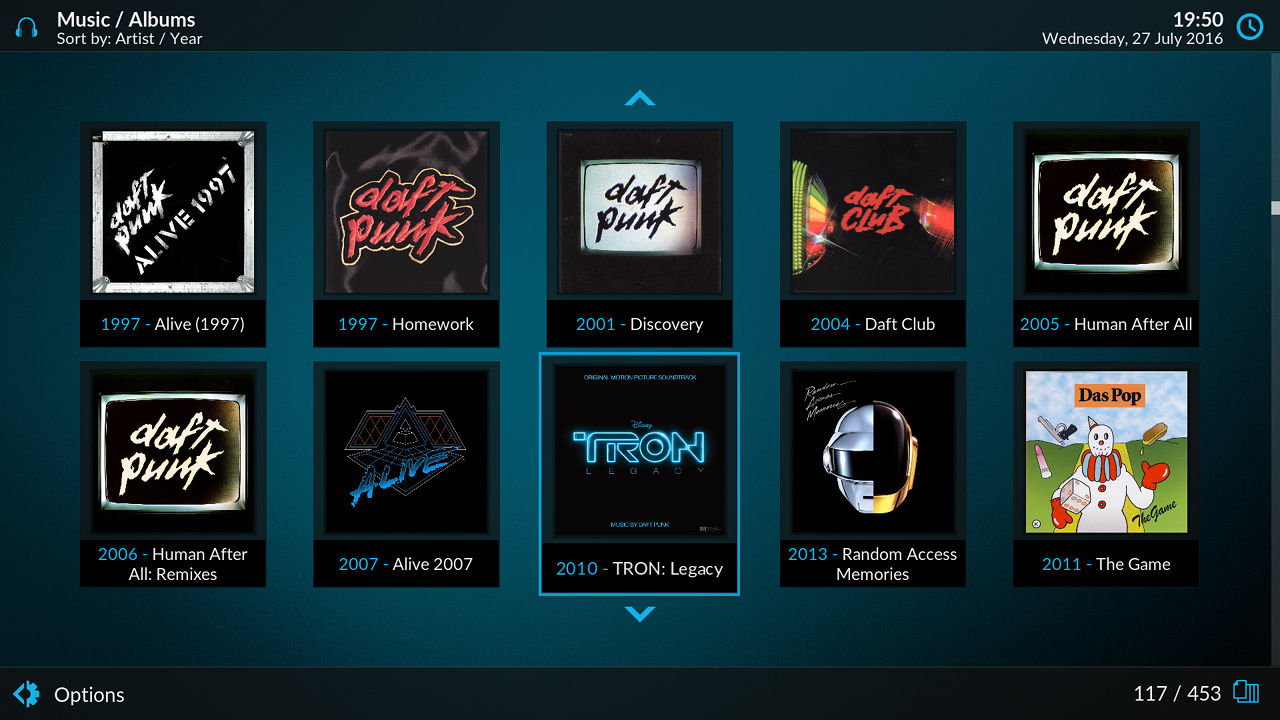 Music / Albums
Sort by: Artist / Year
19:50
Wednesday, 27 July 2016
daft
punk
ALIVE 1997
1997 - Alive (1997)
daft
punk
1997 - Homework
daft
punk
2001 - Discovery
daft
CLUB
2004 - Daft Club
daft
punk
2005 - Human After All
daft
punk
2006 - Human After
All: Remixes
ALIVE
2007 - Alive 2007
ORIGINAL MOTION PICTURE SOUNDTRACK
Disney
TRON
LEGACY
MUSIC BY DAFT PUNK
2010 - TRON: Legacy
Random
Access
Memories
2013 - Random Access
Memories
Das Pop
The Game
2011 - The Game
Options
117 / 453